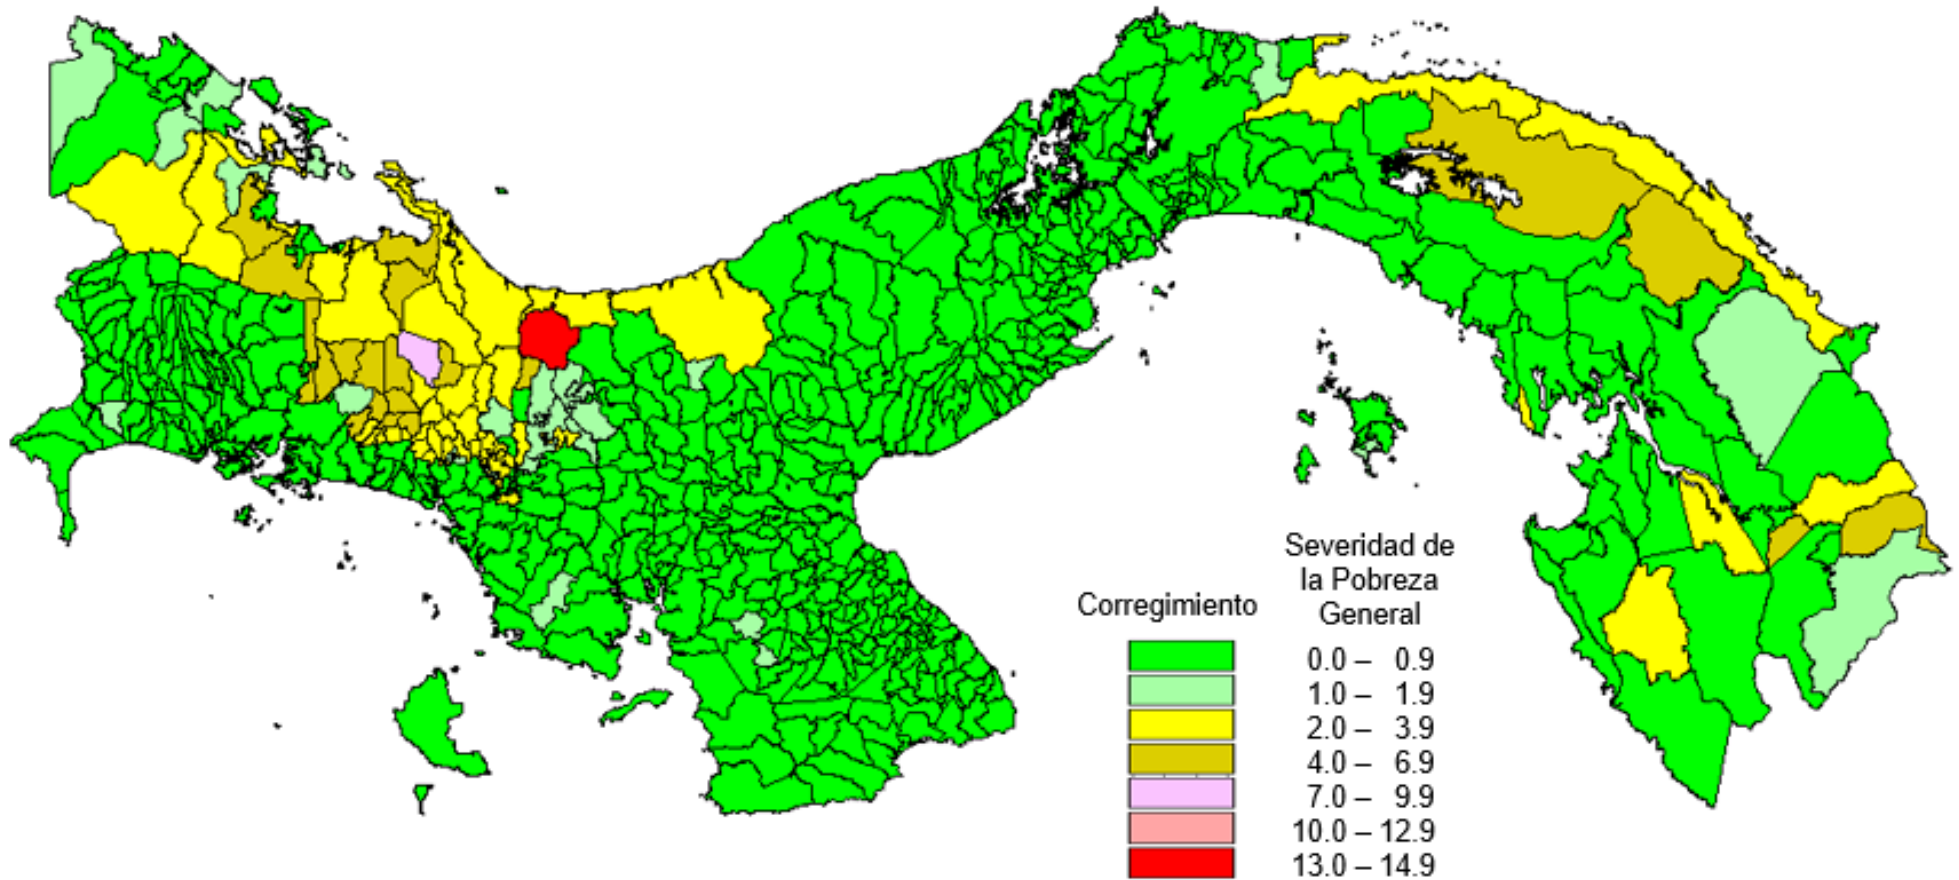 Severidad de
la Pobreza
General
Corregimiento
0.0 – 0.9
1.0 – 1.9
2.0 – 3.9
4.0 – 6.9
7.0 – 9.9
10.0 – 12.9
13.0 – 14.9